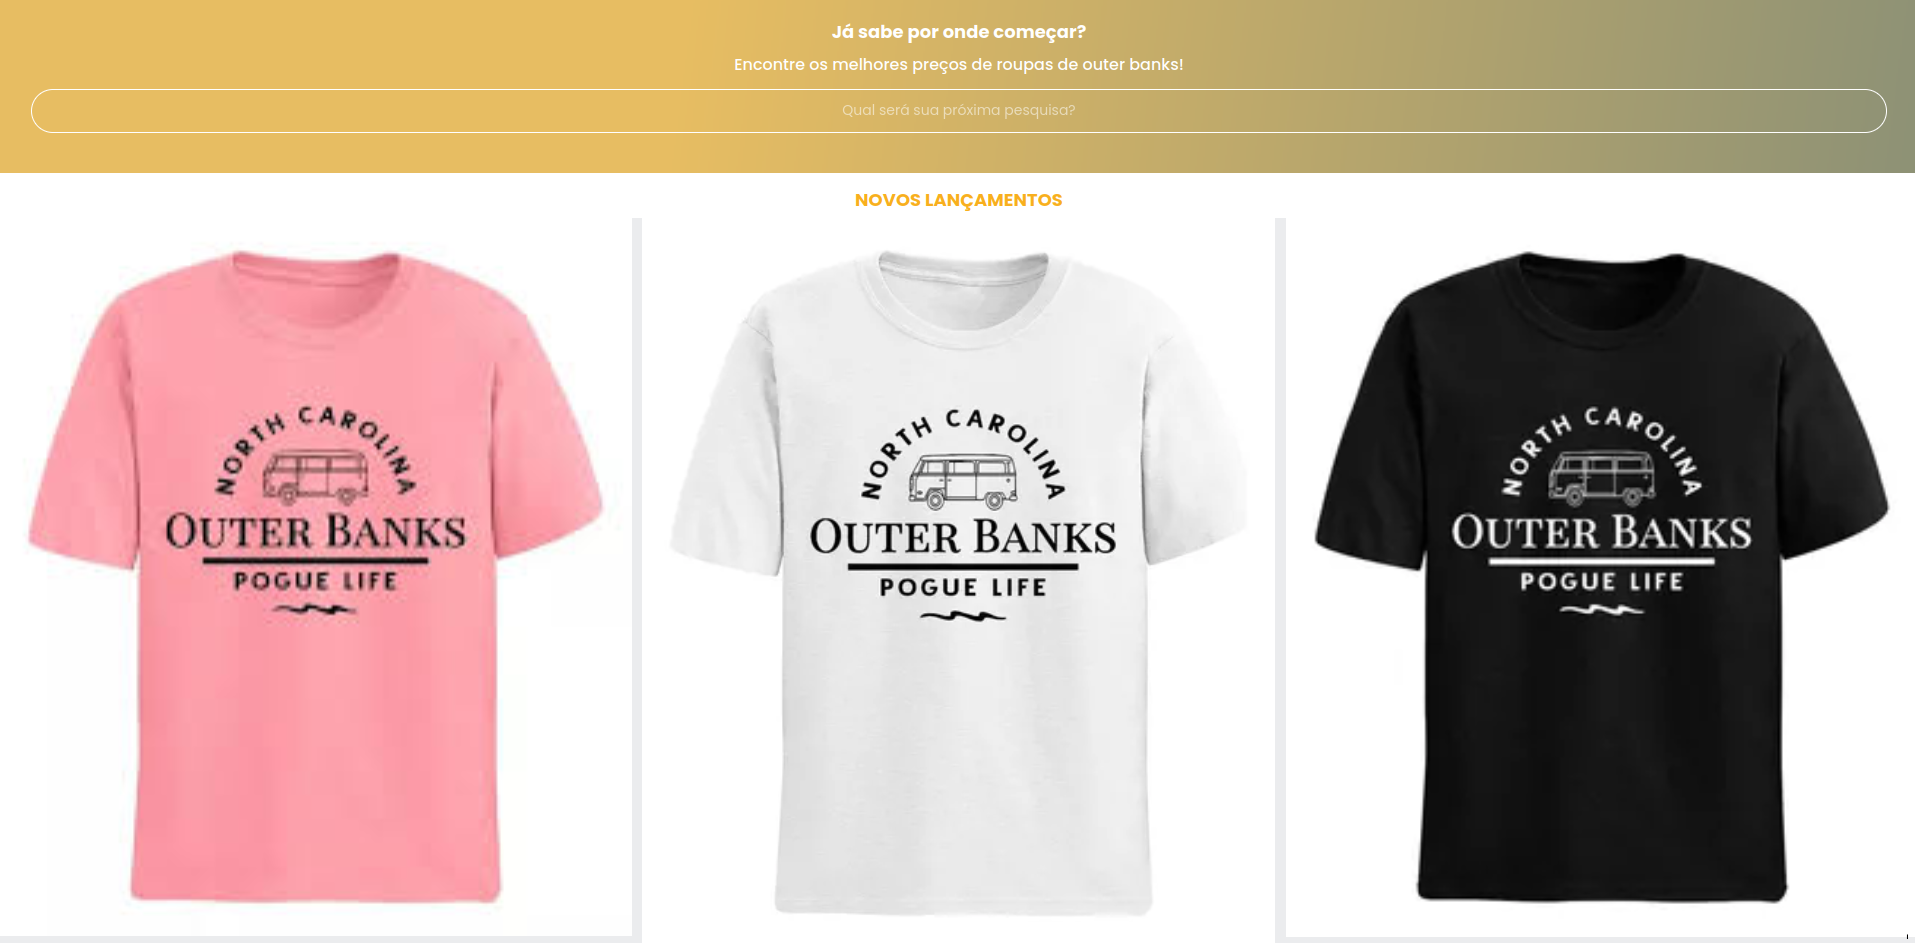 Já sabe por onde começar?
Encontre os melhores preços de roupas de outer banks!
Qual será sua próxima pesquisa?
NOVOS LANÇAMENTOS
NORTH CAROLINA
OUTER BANKS
POGUE LIFE
NORTH CAROLINA
OUTER BANKS
POGUE LIFE
NORTH CAROLINA
OUTER BANKS
POGUE LIFE